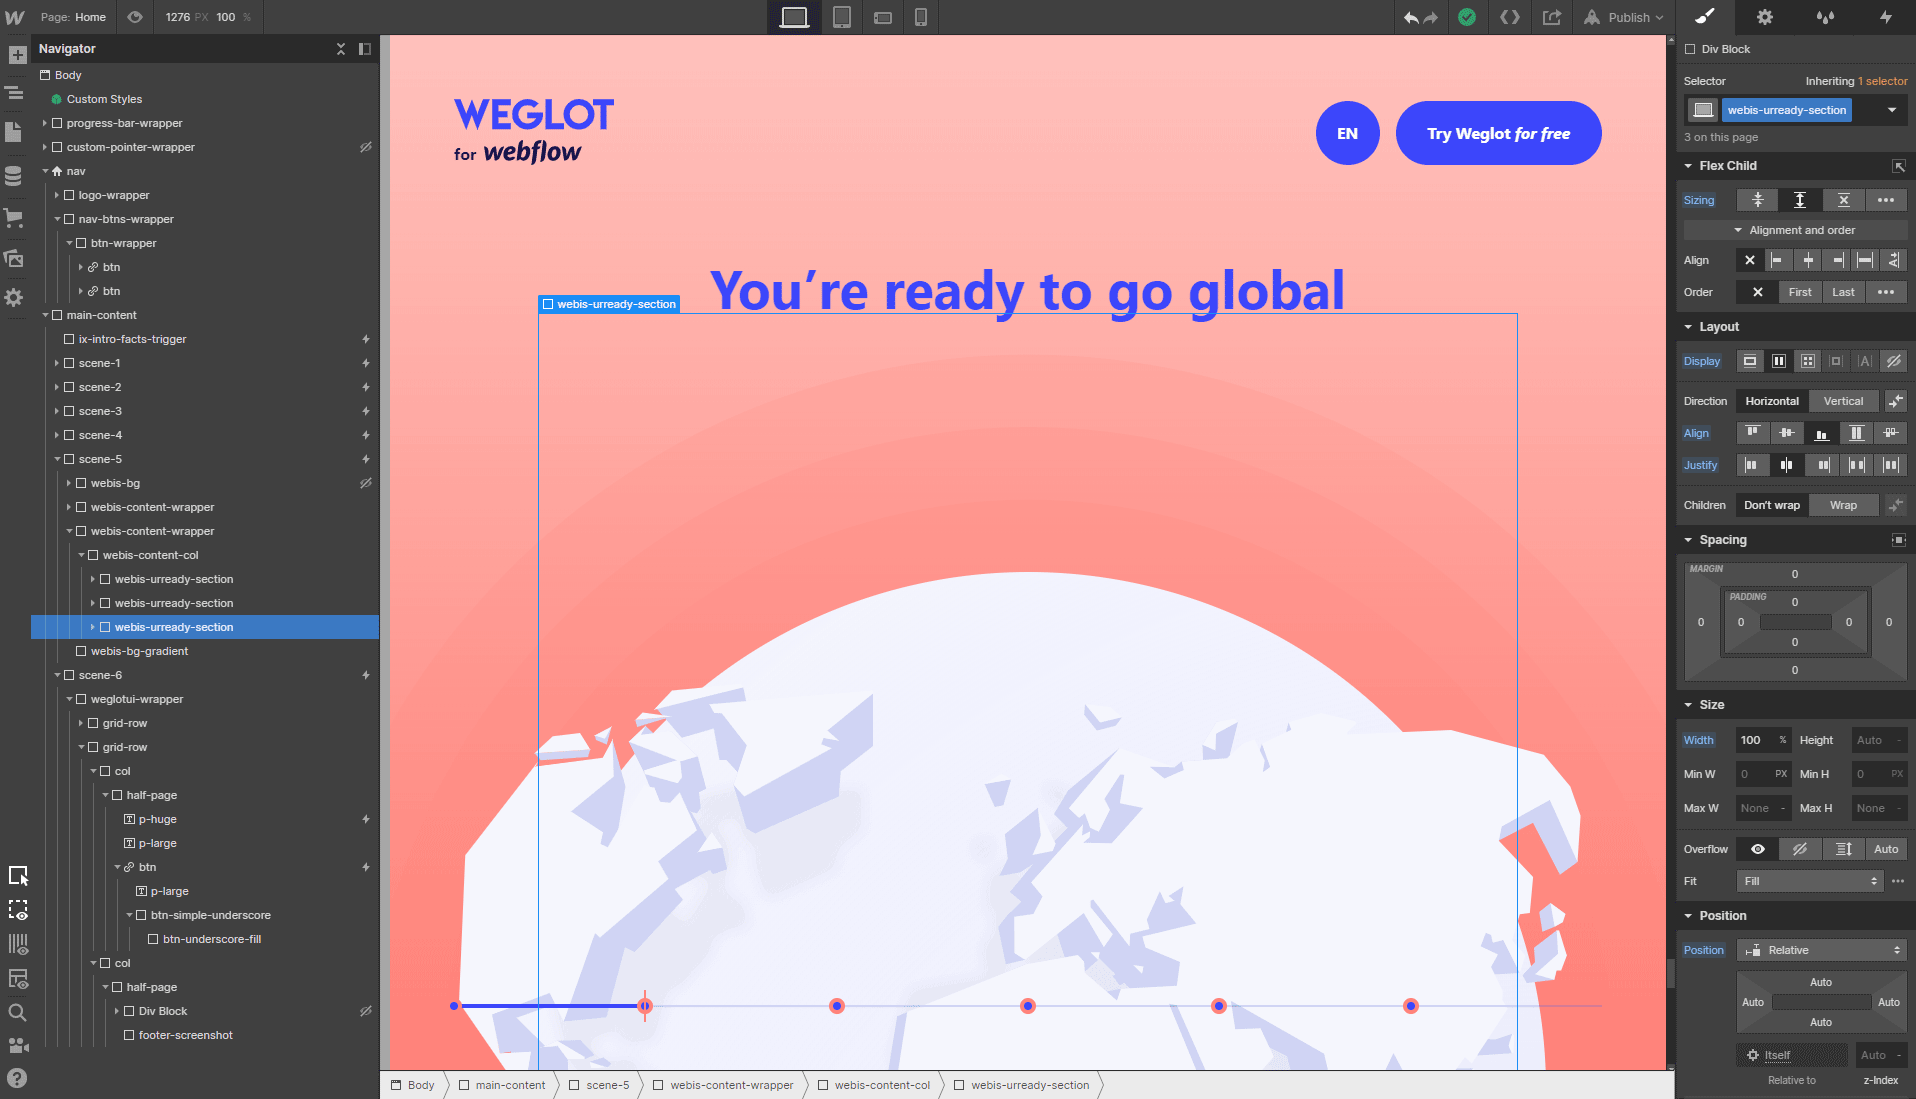 Page: Home
1276 PX 100 %
Publish
Navigator
Body
Custom Styles
progress-bar-wrapper
custom-pointer-wrapper
nav
logo-wrapper
nav-btns-wrapper
btn-wrapper
btn
btn
main-content
ix-intro-facts-trigger
scene-1
scene-2
scene-3
scene-4
scene-5
webis-bg
webis-content-wrapper
webis-content-wrapper
webis-content-col
webis-urready-section
webis-urready-section
webis-urready-section
webis-bg-gradient
scene-6
weglotui-wrapper
grid-row
grid-row
col
half-page
p-huge
p-large
btn
p-large
btn-simple-underscore
btn-underscore-fill
col
half-page
Div Block
footer-screenshot
WEGLOT
for webflow
EN
Try Weglot for free
You’re ready to go global
webis-urready-section
Body
main-content
scene-5
webis-content-wrapper
webis-content-col
webis-urready-section
Div Block
Selector
Inheriting 1 selector
webis-urready-section
3 on this page
Flex Child
Sizing
Alignment and order
Align
Order
First
Last
Layout
Display
Direction
Horizontal
Vertical
Align
Justify
Children
Don't wrap
Wrap
Spacing
MARGIN
0
PADDING
0
0 0 0 0
0
0
Size
Width 100 % Height Auto -
Min W 0 PX Min H 0 PX
Max W None - Max H None -
Overflow
Auto
Fit
Fill
Position
Position
Relative
Auto
Auto Auto
Auto
Itself
Auto -
Relative to
z-Index